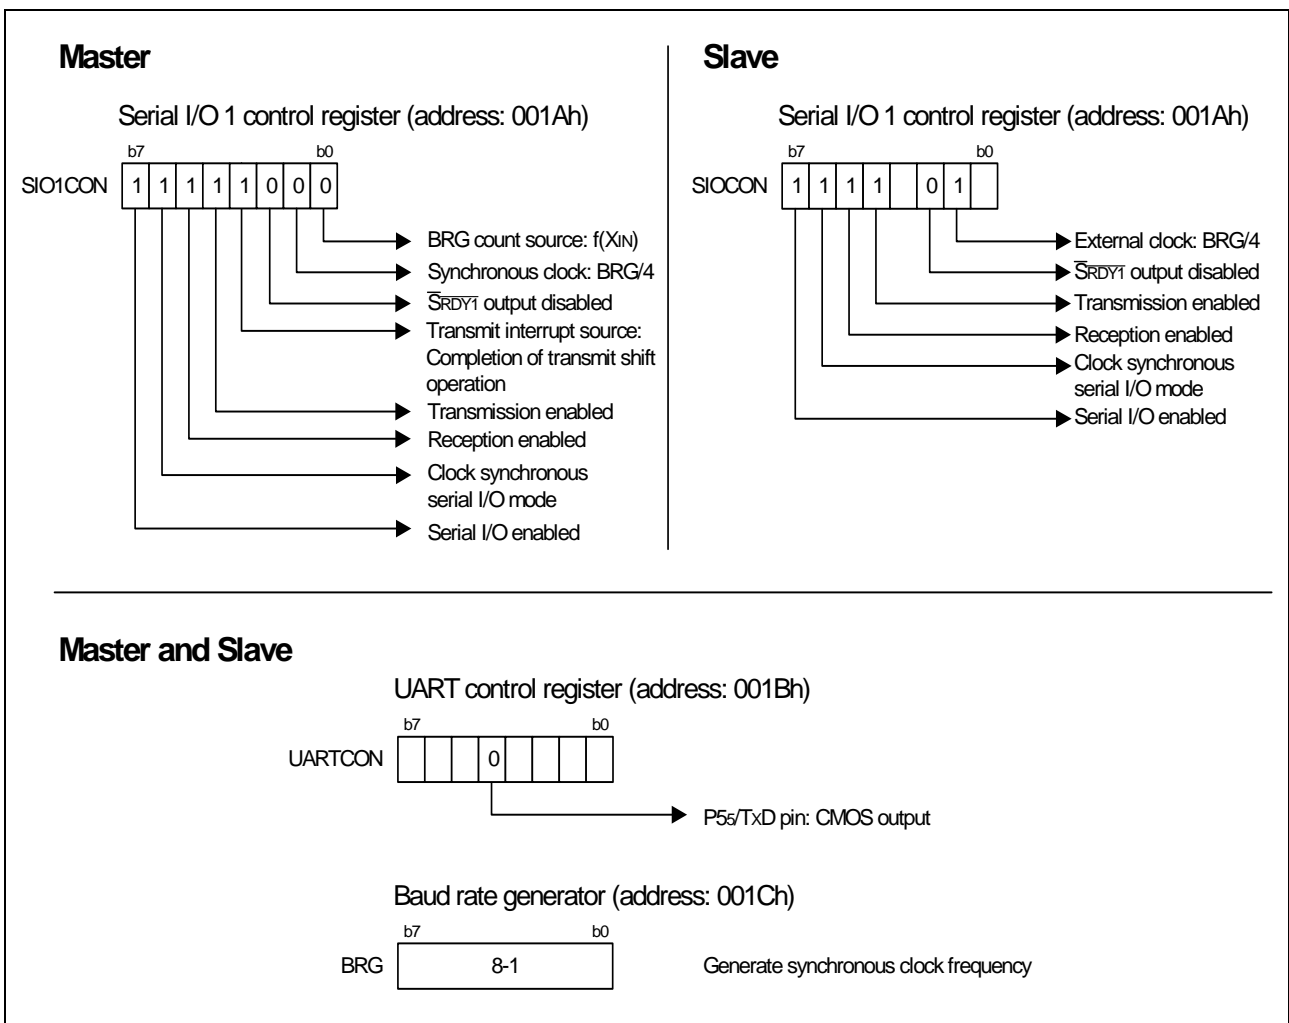 Master
Serial I/O 1 control register (address: 001Ah)
b7 b0
SIO1CON 1 1 1 1 1 0 0 0
BRG count source: f(XIN)
Synchronous clock: BRG/4
S̅RDY1 output disabled
Transmit interrupt source:
Completion of transmit shift
operation
Transmission enabled
Reception enabled
Clock synchronous
serial I/O mode
Serial I/O enabled
Slave
Serial I/O 1 control register (address: 001Ah)
b7 b0
SIOCON 1 1 1 1 0 1
External clock: BRG/4
S̅RDY1 output disabled
Transmission enabled
Reception enabled
Clock synchronous
serial I/O mode
Serial I/O enabled
Master and Slave
UART control register (address: 001Bh)
b7 b0
UARTCON 0
P55/TxD pin: CMOS output
Baud rate generator (address: 001Ch)
b7 b0
BRG 8-1 Generate synchronous clock frequency